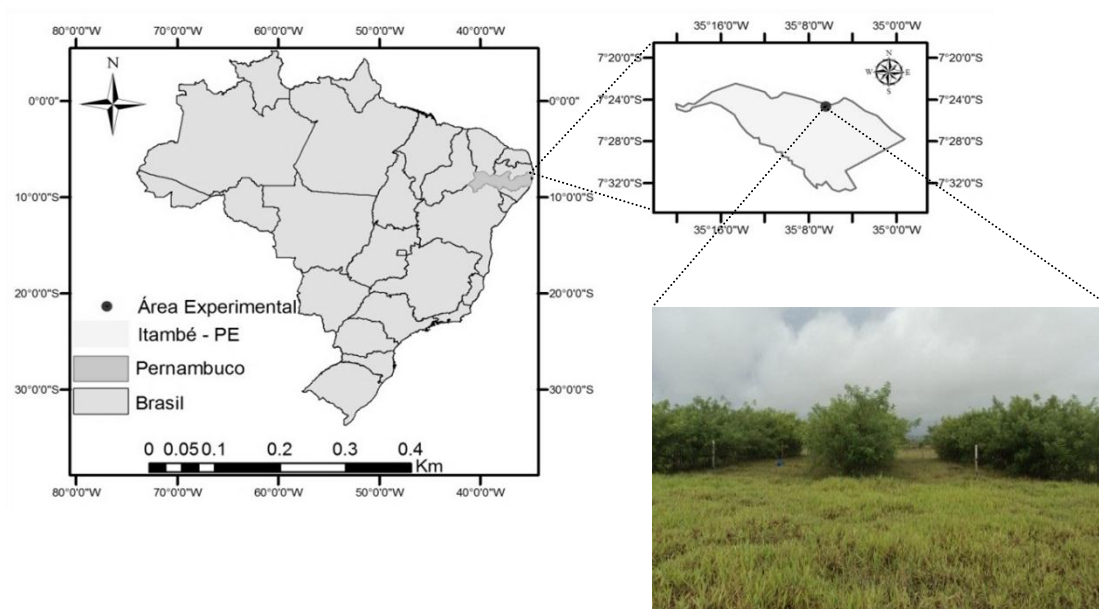 80°0'0"W 70°0'0"W 60°0'0"W 50°0'0"W 40°0'0"W
N
0°0'0" 0°0'0"
10°0'0"S 10°0'0"S
20°0'0"S 20°0'0"S
30°0'0"S 30°0'0"S
Área Experimental
Itambé - PE
Pernambuco
Brasil
0 0.05 0.1 0.2 0.3 0.4
Km
80°0'0"W 70°0'0"W 60°0'0"W 50°0'0"W 40°0'0"W
35°16'0"W 35°8'0"W 35°0'0"W
7°20'0"S 7°20'0"S
7°24'0"S 7°24'0"S
7°28'0"S 7°28'0"S
7°32'0"S 7°32'0"S
N
W E
S
35°16'0"W 35°8'0"W 35°0'0"W